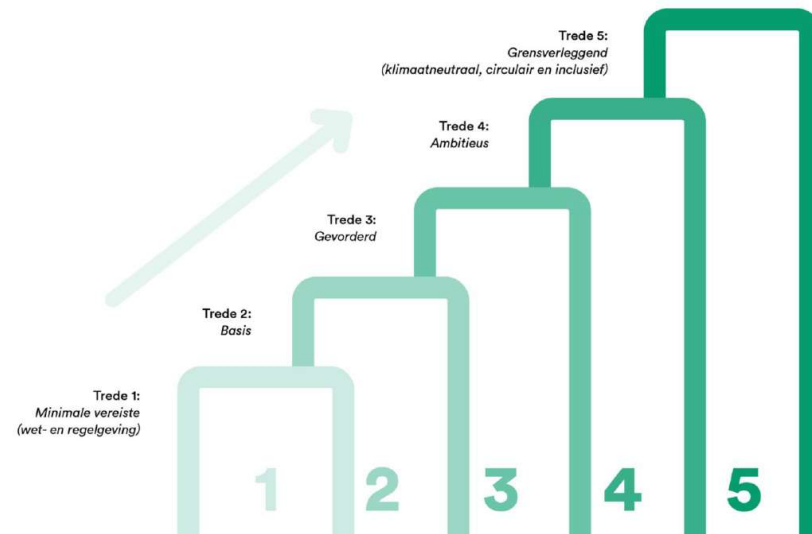 Trede 5:
Grensverleggend
(klimaatneutraal, circulair en inclusief)
Trede 4:
Ambitieus
Trede 3:
Gevorderd
Trede 2:
Basis
Trede 1:
Minimale vereiste
(wet- en regelgeving)
1 2 3 4 5